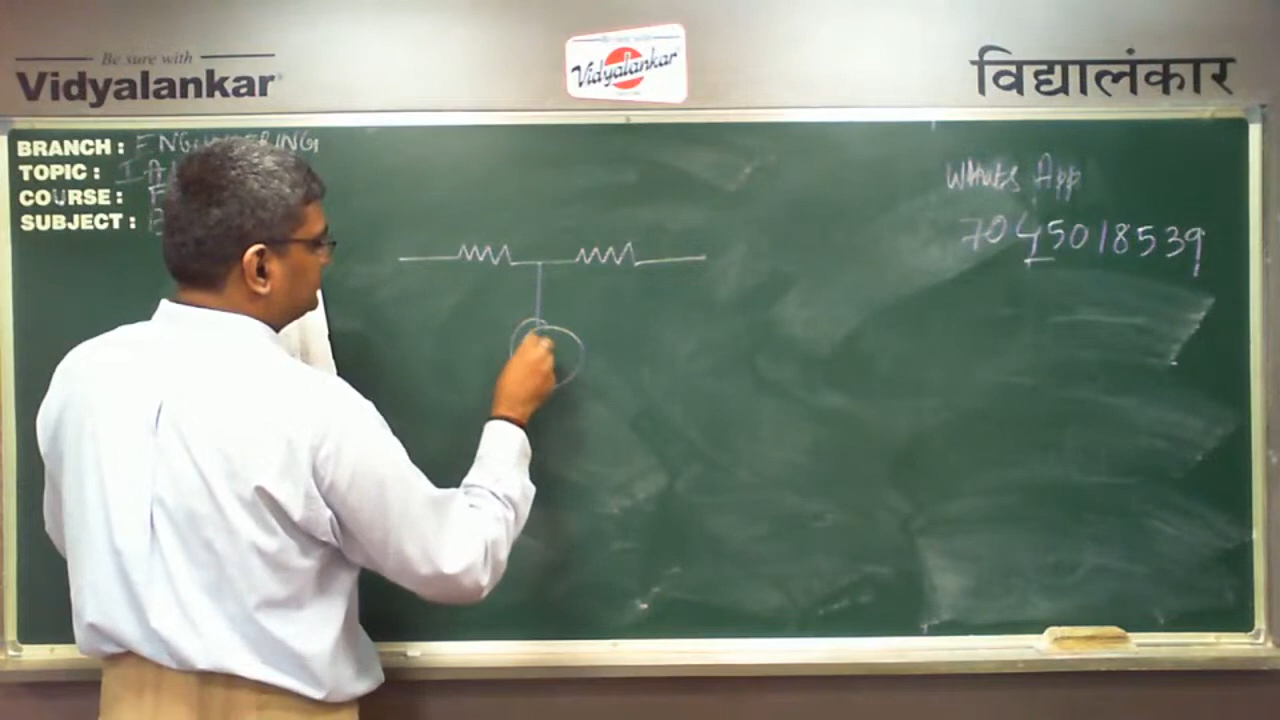 Be sure with
Vidyalankar
Vidyalankar
विद्यालंकार
BRANCH : ENGINEERING
TOPIC :
COURSE :
SUBJECT :
Whats App
7045018539